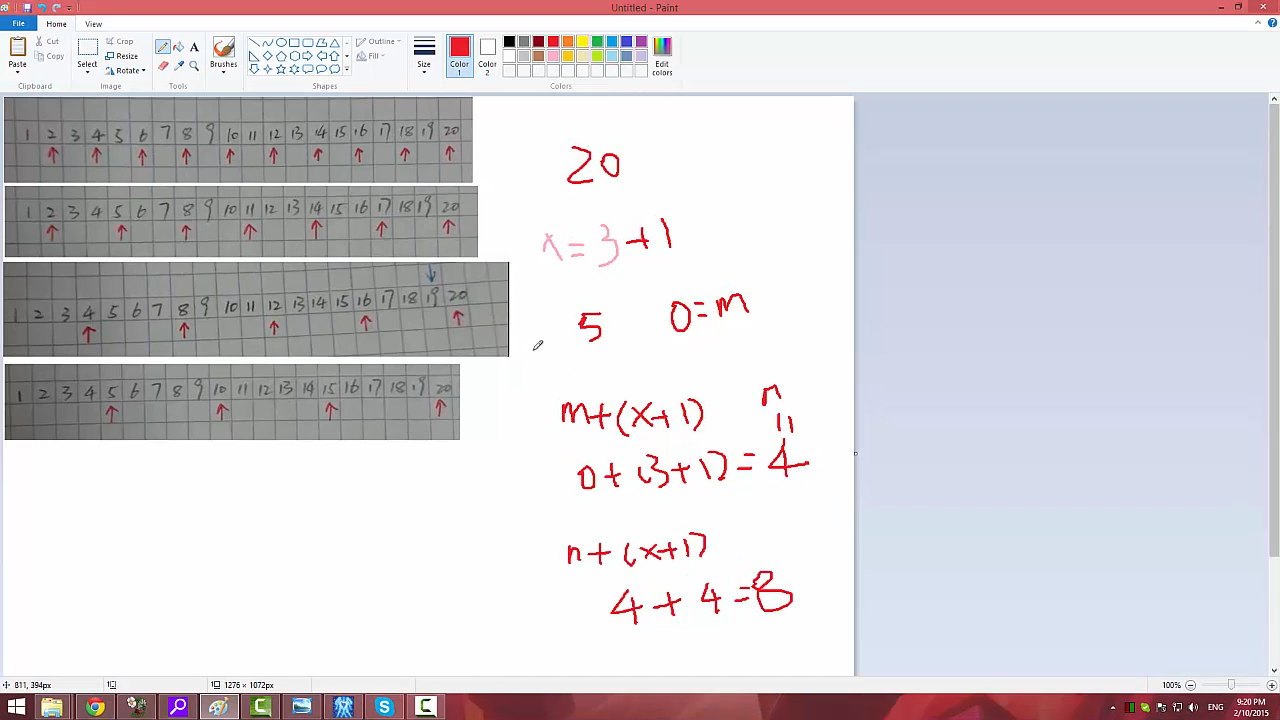 Untitled - Paint
File Home View
Paste Cut Copy Clipboard
Select Crop Resize Rotate Image
A Tools
Brushes
Outline Fill Shapes
Size
Color 1 Color 2 Edit colors Colors
1 2 3 4 5 6 7 8 9 10 11 12 13 14 15 16 17 18 19 20
1 2 3 4 5 6 7 8 9 10 11 12 13 14 15 16 17 18 19 20
1 2 3 4 5 6 7 8 9 10 11 12 13 14 15 16 17 18 19 20
1 2 3 4 5 6 7 8 9 10 11 12 13 14 15 16 17 18 19 20
20
x = 3 + 1
5 0 = m
m + (x + 1) n
=
0 + (3 + 1) = 4
n + (x + 1)
4 + 4 = 8
811, 394px 1276 × 1072px 100%
ENG 9:20 PM
2/10/2015